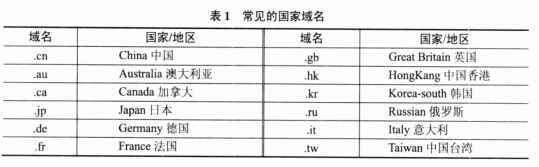 表 1 常见的国家域名
域名 国家/地区 域名 国家/地区
.cn China 中国 .gb Great Britain 英国
.au Australia 澳大利亚 .hk HongKang 中国香港
.ca Canada 加拿大 .kr Korea-south 韩国
.jp Japan 日本 .ru Russian 俄罗斯
.de Germany 德国 .it Italy 意大利
.fr France 法国 .tw Taiwan 中国台湾